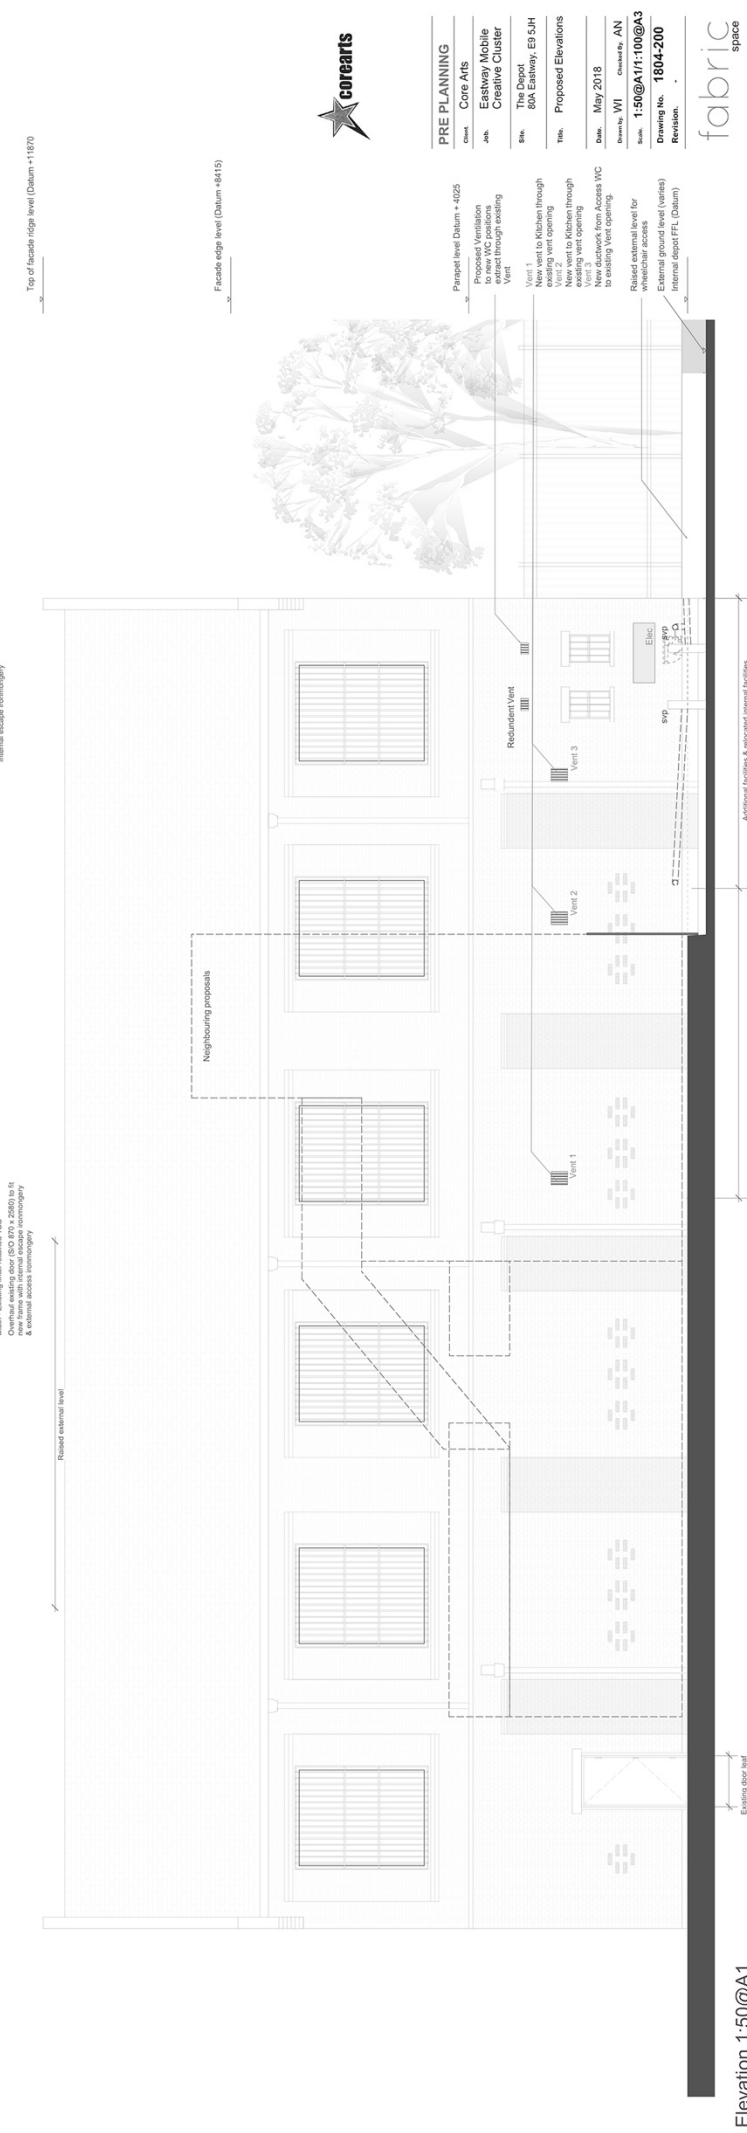 internal escape ironmongery
Overhaul existing door (S/O 870 x 2580) to fit
new frame with internal escape ironmongery
& external access ironmongery
Raised external level
Neighbouring proposals
Top of facade ridge level (Datum +11870
Facade edge level (Datum +8415)
Parapet level Datum + 4025
Proposed Ventilation
to new WC positions
extract through existing
Vent
Vent 1
New vent to Kitchen through
existing vent opening
Vent 2
New vent to Kitchen through
existing vent opening
Vent 3
New ductwork from Access WC
to existing Vent opening.
Raised external level for
wheelchair access
External ground level (varies)
Internal depot FFL (Datum)
Redundent Vent
Vent 1
Vent 2
Vent 3
Elec
svp
svp
Existing door leaf
Additional facilities & relocated internal facilities
Elevation 1:50@A1
corearts
PRE PLANNING
Client. Core Arts
Job. Eastway Mobile
Creative Cluster
Site. The Depot
80A Eastway, E9 5JH
Title. Proposed Elevations
Date. May 2018
Drawn by. WI Checked By. AN
Scale. 1:50@A1/1:100@A3
Drawing No. 1804-200
Revision. -
fabric
space